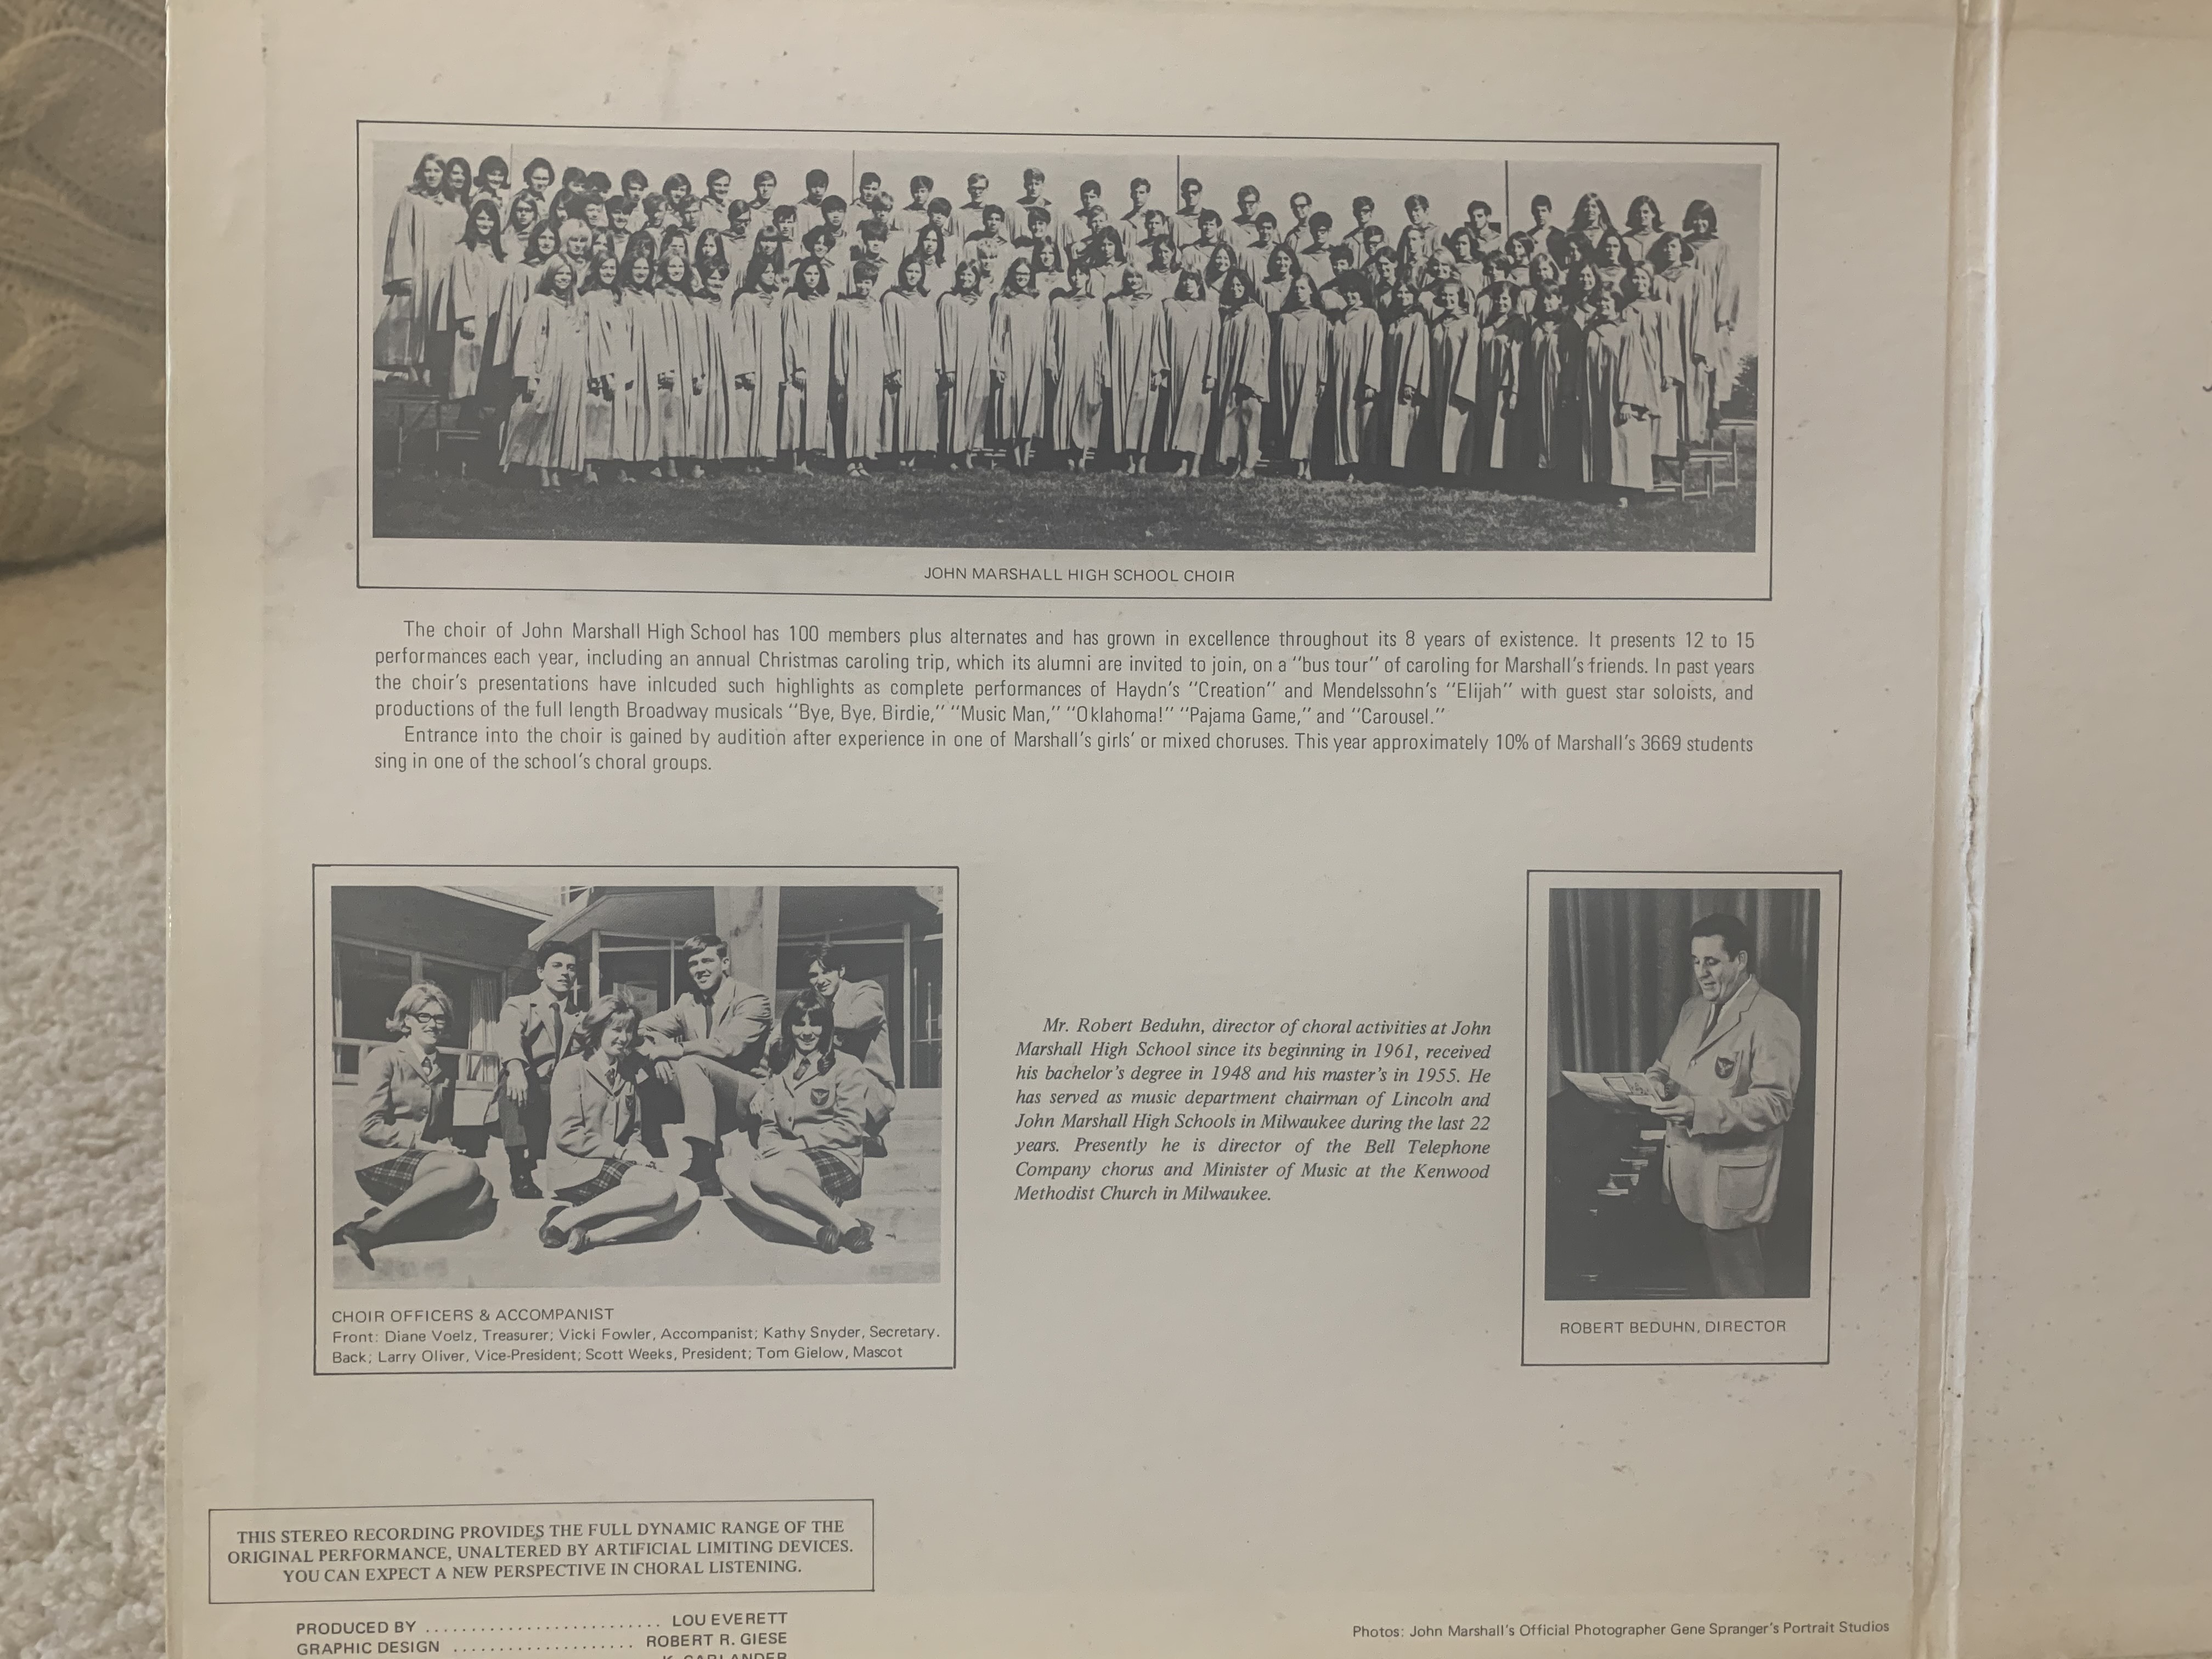 JOHN MARSHALL HIGH SCHOOL CHOIR
The choir of John Marshall High School has 100 members plus alternates and has grown in excellence throughout its 8 years of existence. It presents 12 to 15
performances each year, including an annual Christmas caroling trip, which its alumni are invited to join, on a "bus tour" of caroling for Marshall's friends. In past years
the choir's presentations have inlcuded such highlights as complete performances of Haydn's "Creation" and Mendelssohn's "Elijah" with guest star soloists, and
productions of the full length Broadway musicals "Bye, Bye. Birdie," "Music Man," "Oklahoma!" "Pajama Game," and "Carousel."
Entrance into the choir is gained by audition after experience in one of Marshall's girls' or mixed choruses. This year approximately 10% of Marshall's 3669 students
sing in one of the school's choral groups.
CHOIR OFFICERS & ACCOMPANIST
Front: Diane Voelz, Treasurer; Vicki Fowler, Accompanist; Kathy Snyder, Secretary.
Back; Larry Oliver, Vice-President; Scott Weeks, President; Tom Gielow, Mascot
Mr. Robert Beduhn, director of choral activities at John
Marshall High School since its beginning in 1961, received
his bachelor's degree in 1948 and his master's in 1955. He
has served as music department chairman of Lincoln and
John Marshall High Schools in Milwaukee during the last 22
years. Presently he is director of the Bell Telephone
Company chorus and Minister of Music at the Kenwood
Methodist Church in Milwaukee.
ROBERT BEDUHN, DIRECTOR
THIS STEREO RECORDING PROVIDES THE FULL DYNAMIC RANGE OF THE
ORIGINAL PERFORMANCE, UNALTERED BY ARTIFICIAL LIMITING DEVICES.
YOU CAN EXPECT A NEW PERSPECTIVE IN CHORAL LISTENING.
PRODUCED BY .......................... LOU EVERETT
GRAPHIC DESIGN .................... ROBERT R. GIESE
Photos: John Marshall's Official Photographer Gene Spranger's Portrait Studios